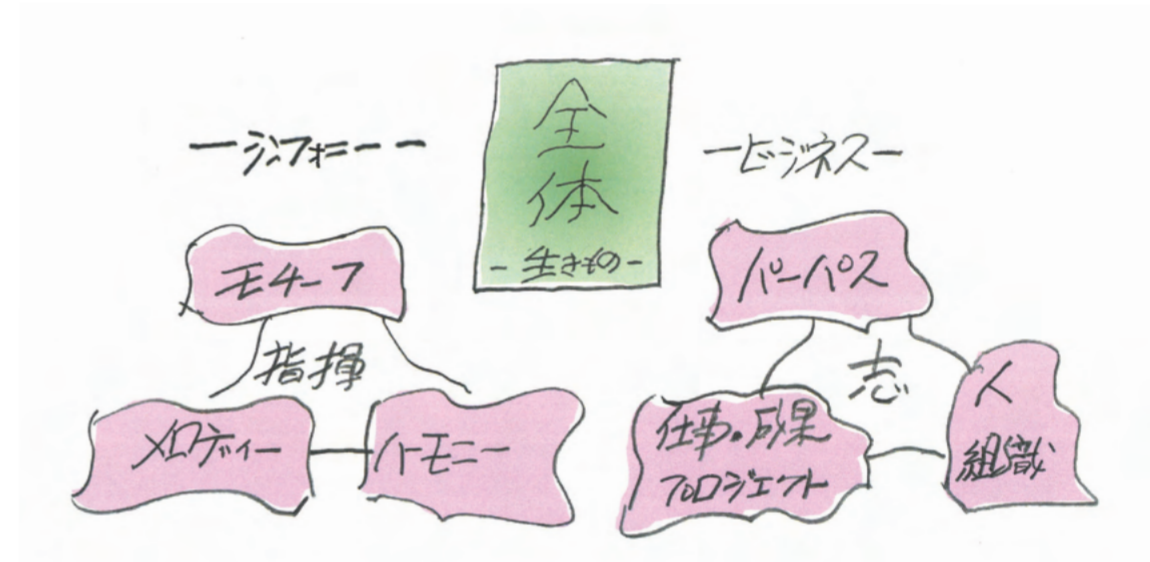 全
体
- 生きもの -
ーシンフォニーー
モチーフ
指揮
メロディー
ハーモニー
ービジネスー
パーパス
志
仕事・成果
プロジェクト
人
組織